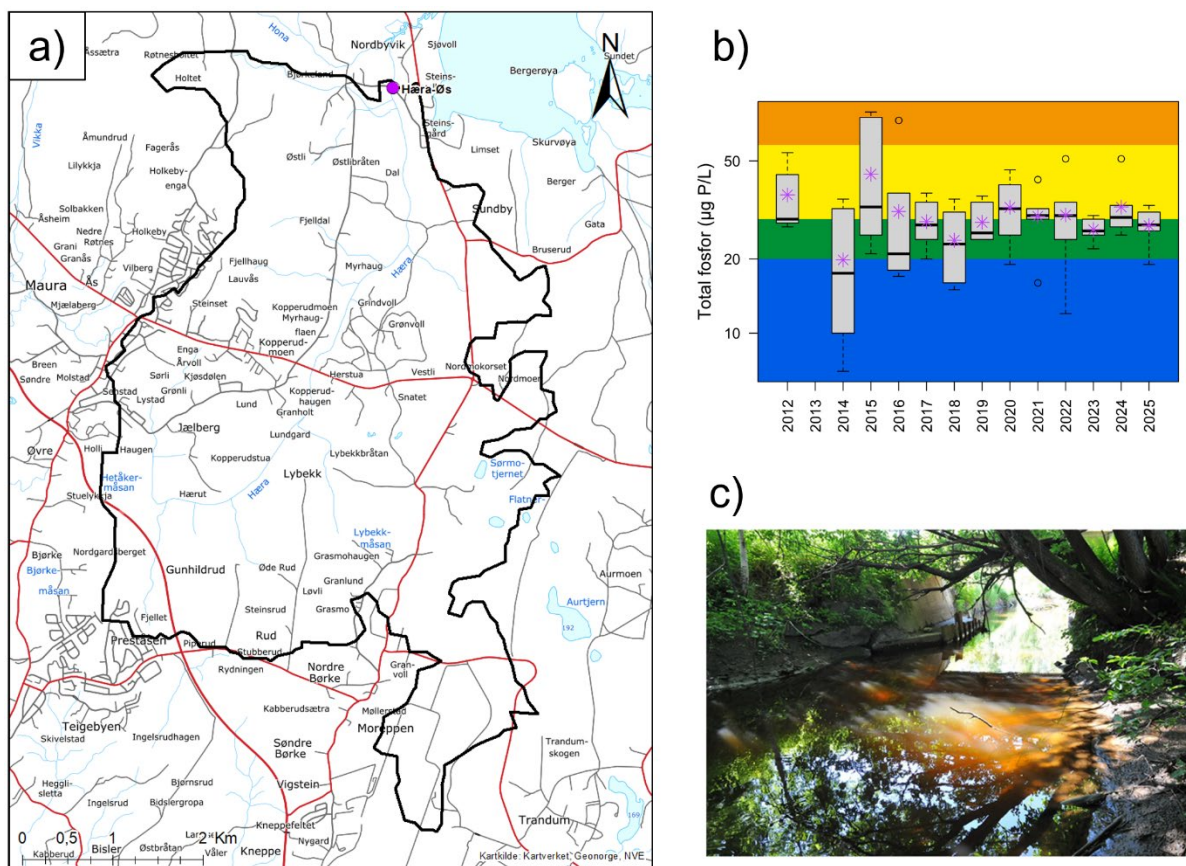 a)
Hona
Nordbyvik
Sjøvoll
N
Åssætra
Røtnesholtet
Holtet
Bjørkeland
Bergerøya
Sundet
Hæra-Øs
Steinsgård
Vikka
Åmundrud
Fagerås
Lilykkja
Holkeby-
enga
Østli
Østlibråten
Limset
Skurvøya
Dal
Berger
Solbakken
Åsheim
Nedre
Røtnes
Holkeby
Fjelldal
Sundby
Gata
Grani
Granås
Vilberg
Fjellhaug
Lauvås
Myrhaug
Hæra
Bruserud
Maura
Ås
Mjælaberg
Steinset
Kopperudmoen
Myrhaug-
flaen
Grindvoll
Grønvoll
Kopperud-
moen
Enga
Årvoll
Breen
Søndre
Molstad
Sørli
Kjøsdølen
Herstua
Vestli
Nordmokorset
Nordmoen
Grønli
Lystad
Lund
Kopperud-
haugen
Granholt
Snatet
Jælberg
Lundgard
Øvre
Holli
Haugen
Kopperudstua
Lybekkbråtan
Lybekk
Sørmo-
tjernet
Hetåker-
måsan
Stuelykkja
Hærut
Hæra
Lybekk-
måsan
Bjørke
Bjørke-
måsan
Nordgardsberget
Gunhildrud
Øde Rud
Grasmohaugen
Granlund
Løvli
Grasmo
Aurmoen
Aurtjern
192
Steinsrud
Fjellet
Preståsen
Rud
Stubberud
Rydningen
Nordre
Børke
Gran-
voll
Teigebyen
Skivelstad
Ingelsrudhagen
Kabberudsætra
Møllerstad
Moreppen
Søndre
Børke
Trandum-
skogen
Heggli-
sletta
Bjørnsrud
Vigstein
Ingelsrud
Bidslergropa
Kneppefeltet
Nygard
Trandum
169
0
0,5
1
2 Km
Kabberud
Bisler
Østbråtan
Våler
Kneppe
Kartkilde: Kartverket, Geonorge, NVE
b)
Total fosfor (µg P/L)
50
20
10
2012
2013
2014
2015
2016
2017
2018
2019
2020
2021
2022
2023
2024
2025
c)